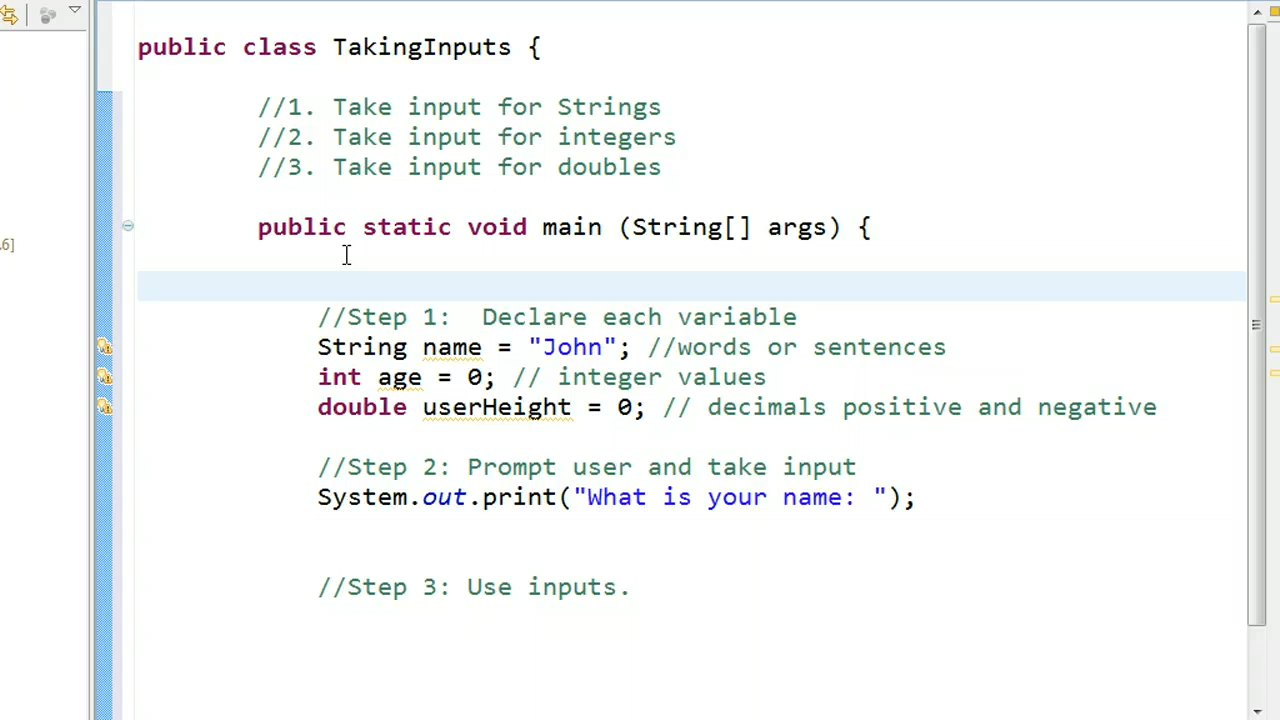 public class TakingInputs {
//1. Take input for Strings
//2. Take input for integers
//3. Take input for doubles
public static void main (String[] args) {
.6]
//Step 1:  Declare each variable
String name = "John"; //words or sentences
int age = 0; // integer values
double userHeight = 0; // decimals positive and negative
//Step 2: Prompt user and take input
System.out.print("What is your name: ");
//Step 3: Use inputs.